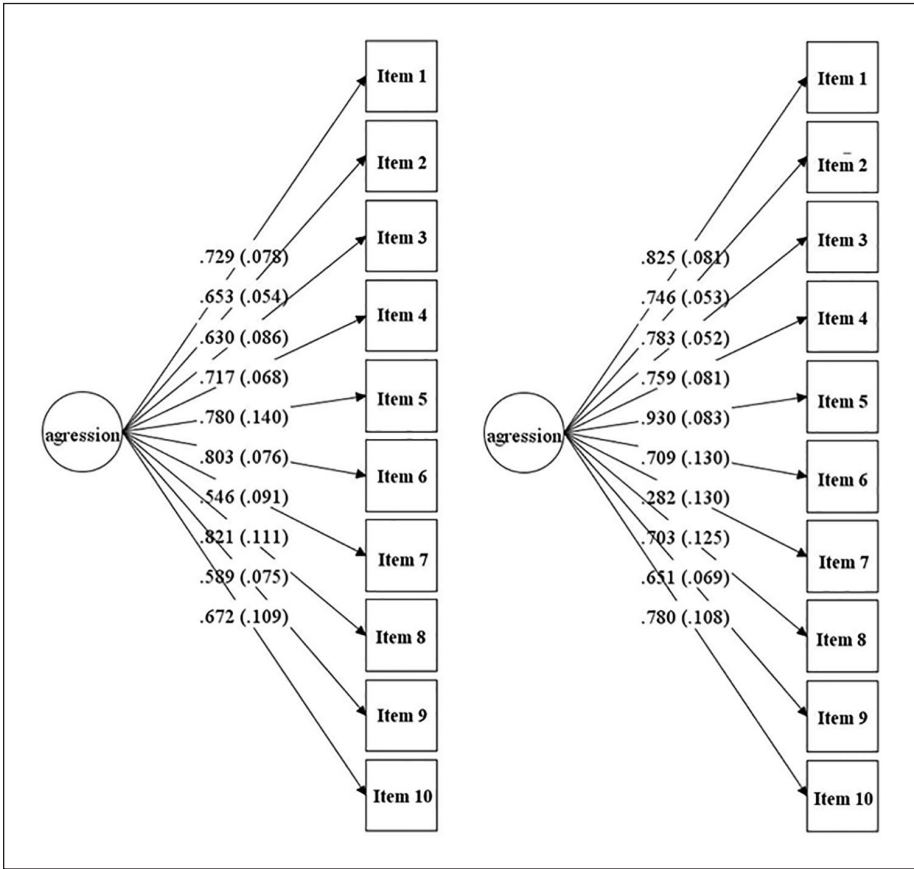 Item 1
Item 2
Item 3
.729 (.078)
.653 (.054)
Item 4
.630 (.086)
.717 (.068)
Item 5
agression
.780 (.140)
.803 (.076)
Item 6
.546 (.091)
.821 (.111)
Item 7
.589 (.075)
.672 (.109)
Item 8
Item 9
Item 10
Item 1
Item 2
Item 3
.825 (.081)
.746 (.053)
Item 4
.783 (.052)
.759 (.081)
Item 5
agression
.930 (.083)
.709 (.130)
Item 6
.282 (.130)
.703 (.125)
Item 7
.651 (.069)
.780 (.108)
Item 8
Item 9
Item 10